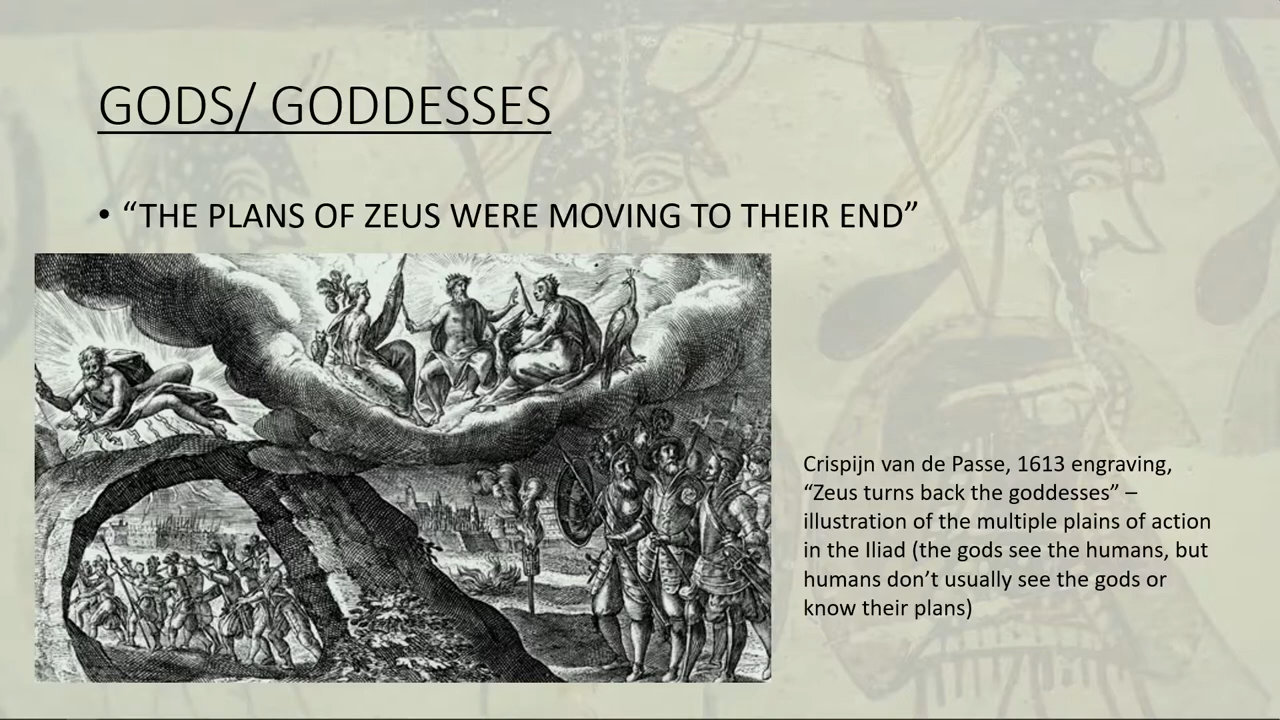 GODS/ GODDESSES
• “THE PLANS OF ZEUS WERE MOVING TO THEIR END”
Crispijn van de Passe, 1613 engraving,
“Zeus turns back the goddesses” –
illustration of the multiple plains of action
in the Iliad (the gods see the humans, but
humans don’t usually see the gods or
know their plans)